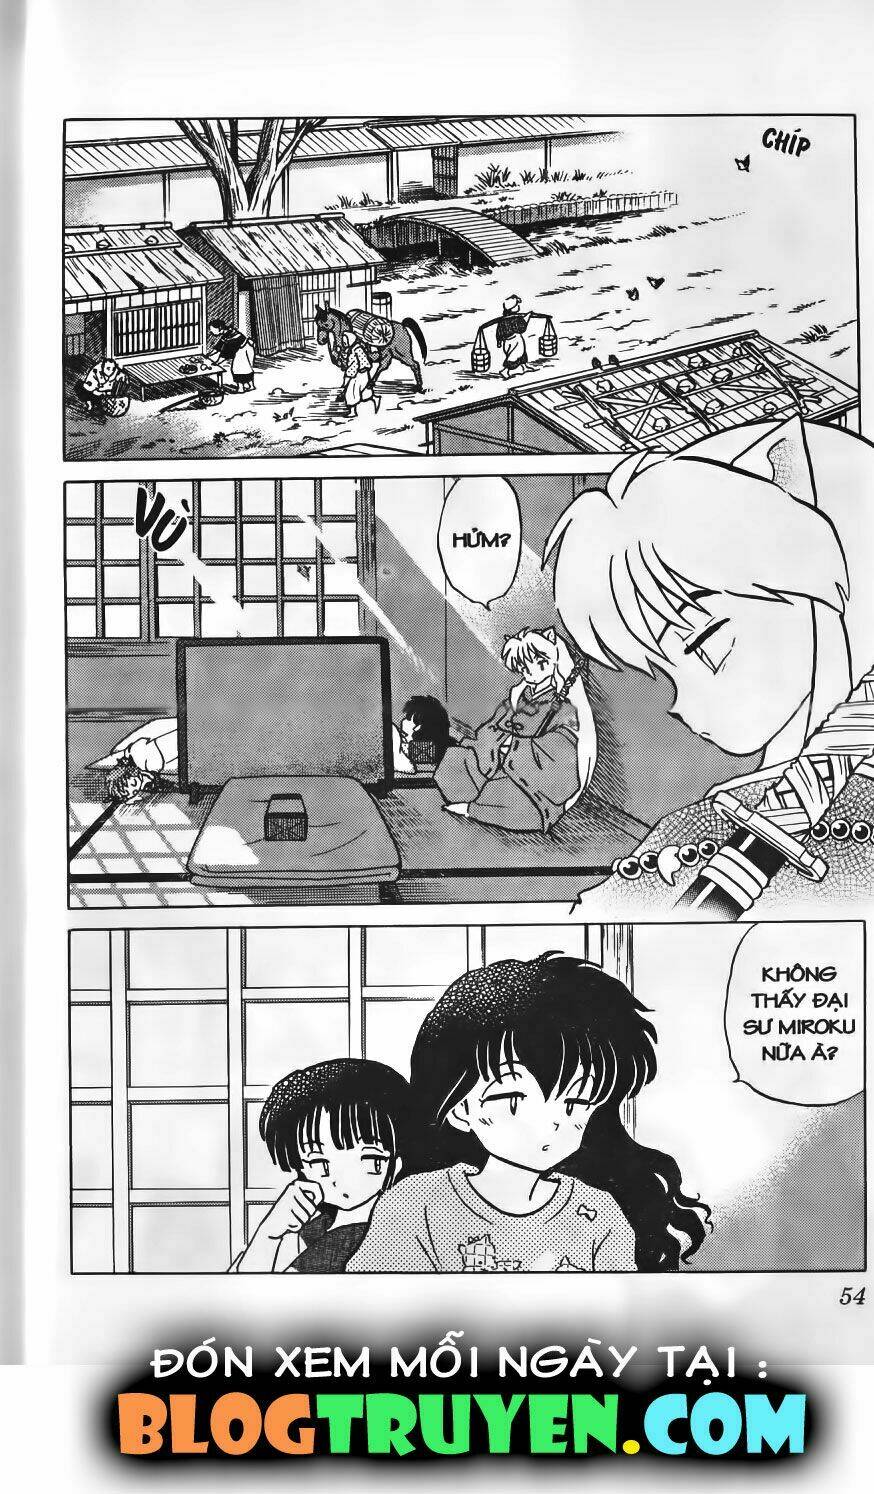 CHÍP
VÙ
HỬM?
KHÔNG
THẤY ĐẠI
SƯ MIROKU
NỮA À?
54
ĐÓN XEM MỖI NGÀY TẠI :
BLOGTRUYEN.COM